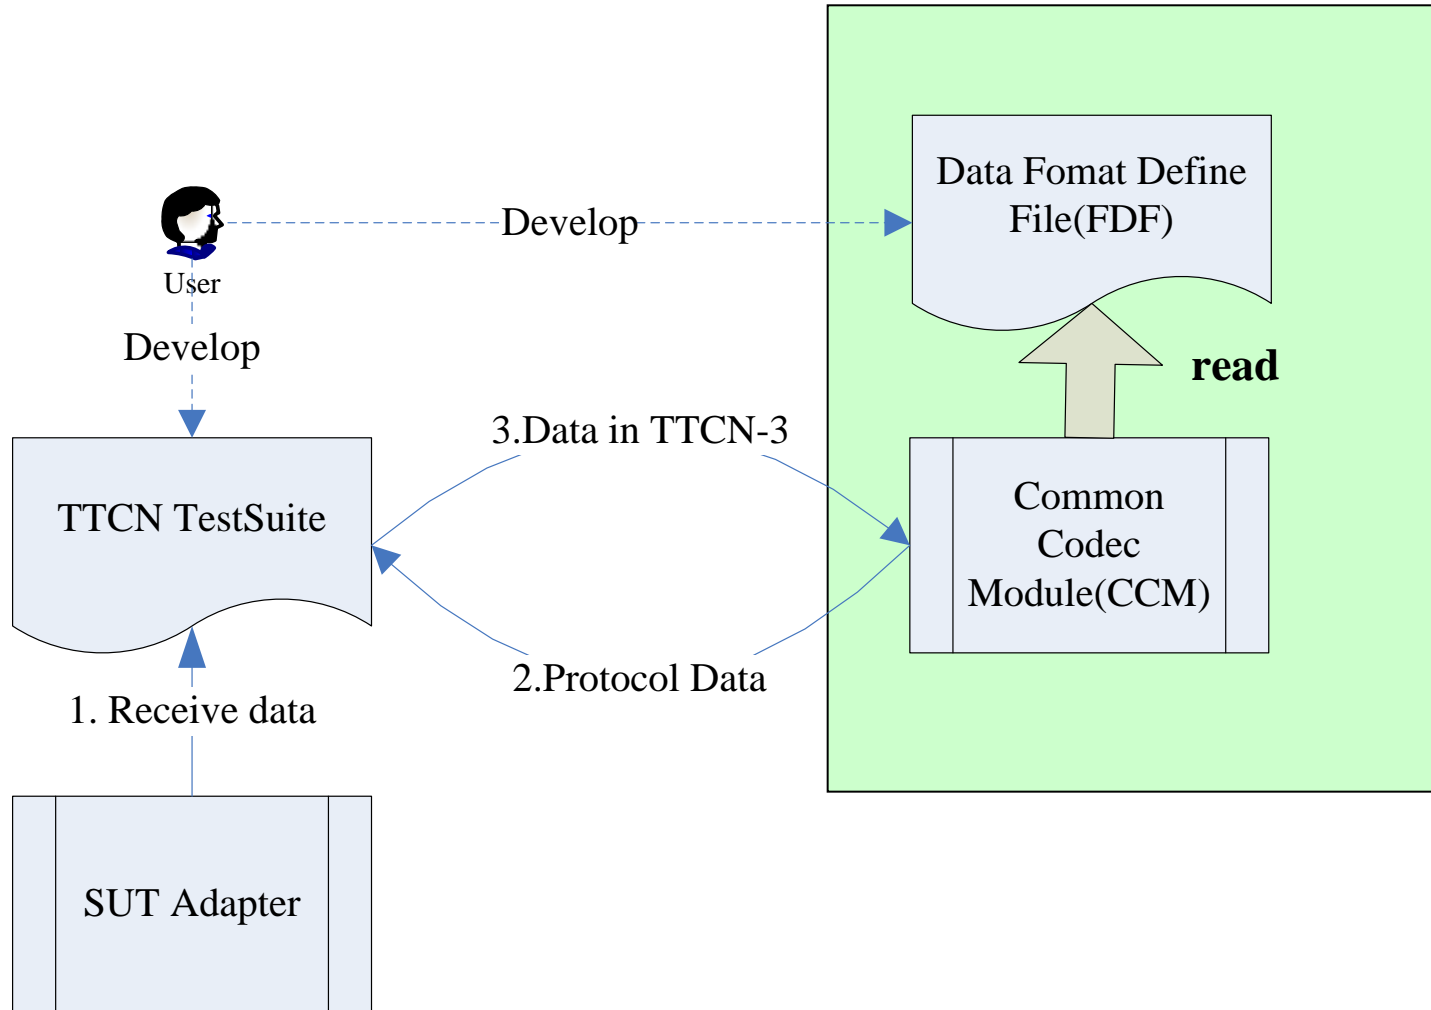 Data Fomat Define
File(FDF)
Develop
User
Develop
read
3.Data in TTCN-3
TTCN TestSuite
Common
Codec
Module(CCM)
2.Protocol Data
1. Receive data
SUT Adapter